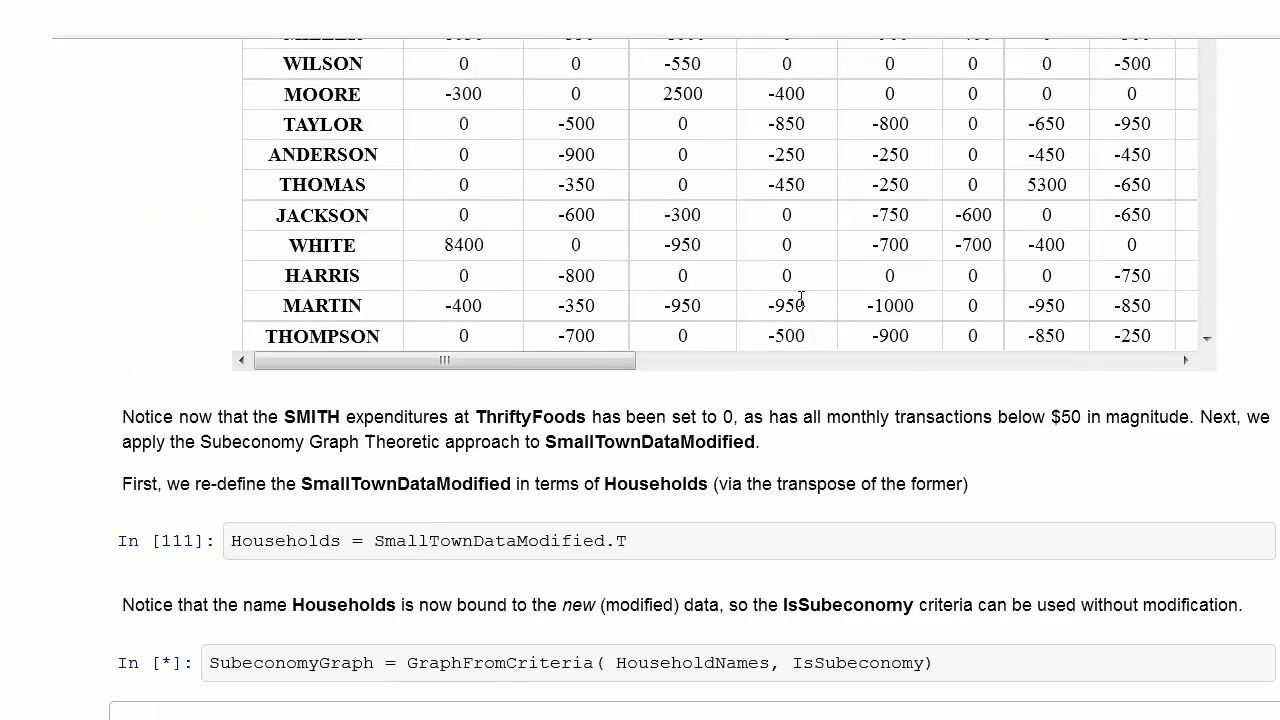 WILSON 0 0 -550 0 0 0 0 -500
MOORE -300 0 2500 -400 0 0 0 0
TAYLOR 0 -500 0 -850 -800 0 -650 -950
ANDERSON 0 -900 0 -250 -250 0 -450 -450
THOMAS 0 -350 0 -450 -250 0 5300 -650
JACKSON 0 -600 -300 0 -750 -600 0 -650
WHITE 8400 0 -950 0 -700 -700 -400 0
HARRIS 0 -800 0 0 0 0 0 -750
MARTIN -400 -350 -950 -950 -1000 0 -950 -850
THOMPSON 0 -700 0 -500 -900 0 -850 -250
Notice now that the SMITH expenditures at ThriftyFoods has been set to 0, as has all monthly transactions below $50 in magnitude. Next, we
apply the Subeconomy Graph Theoretic approach to SmallTownDataModified.
First, we re-define the SmallTownDataModified in terms of Households (via the transpose of the former)
In [111]: Households = SmallTownDataModified.T
Notice that the name Households is now bound to the new (modified) data, so the IsSubeconomy criteria can be used without modification.
In [*]: SubeconomyGraph = GraphFromCriteria( HouseholdNames, IsSubeconomy)